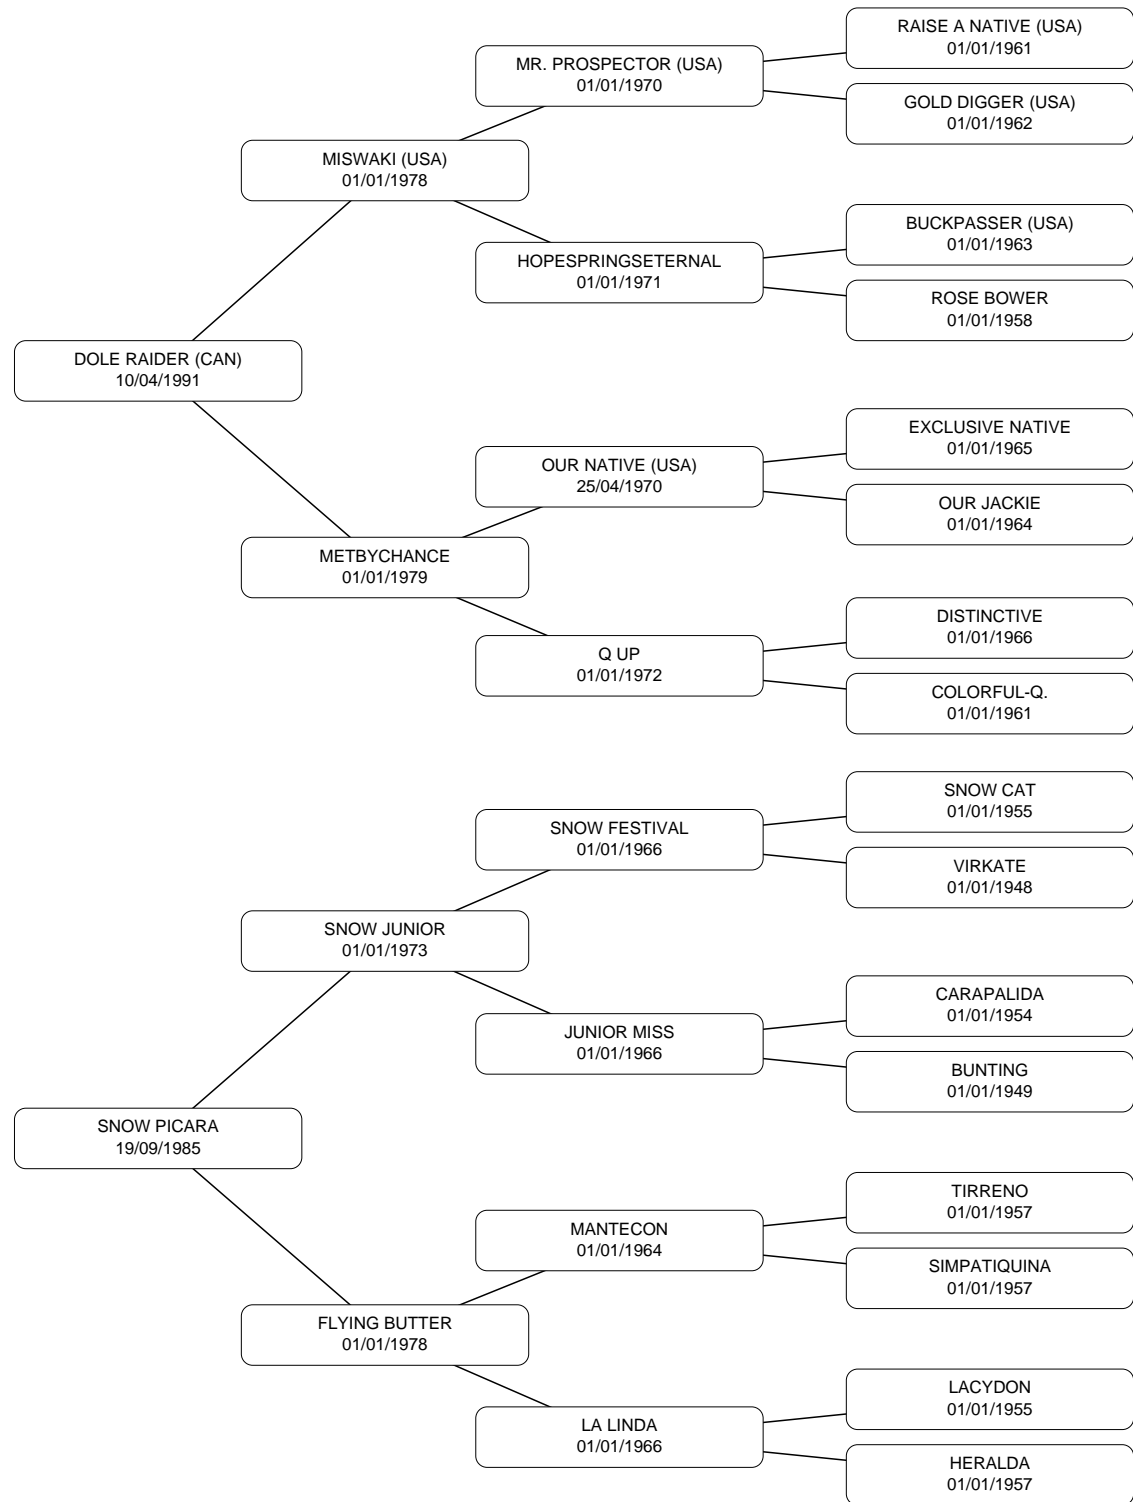 RAISE A NATIVE (USA)
01/01/1961
MR. PROSPECTOR (USA)
01/01/1970
GOLD DIGGER (USA)
01/01/1962
MISWAKI (USA)
01/01/1978
BUCKPASSER (USA)
01/01/1963
HOPESPRINGSETERNAL
01/01/1971
ROSE BOWER
01/01/1958
DOLE RAIDER (CAN)
10/04/1991
EXCLUSIVE NATIVE
01/01/1965
OUR NATIVE (USA)
25/04/1970
OUR JACKIE
01/01/1964
METBYCHANCE
01/01/1979
DISTINCTIVE
01/01/1966
Q UP
01/01/1972
COLORFUL-Q.
01/01/1961
SNOW CAT
01/01/1955
SNOW FESTIVAL
01/01/1966
VIRKATE
01/01/1948
SNOW JUNIOR
01/01/1973
CARAPALIDA
01/01/1954
JUNIOR MISS
01/01/1966
BUNTING
01/01/1949
SNOW PICARA
19/09/1985
TIRRENO
01/01/1957
MANTECON
01/01/1964
SIMPATIQUINA
01/01/1957
FLYING BUTTER
01/01/1978
LACYDON
01/01/1955
LA LINDA
01/01/1966
HERALDA
01/01/1957